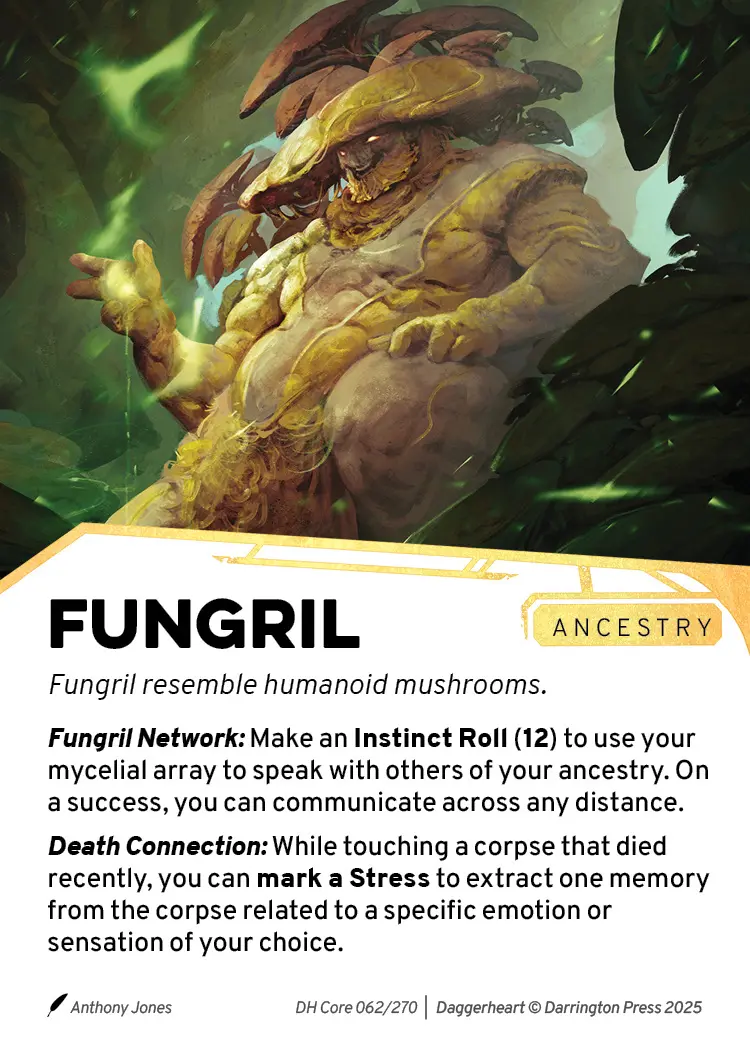 FUNGRIL
ANCESTRY
Fungril resemble humanoid mushrooms.
Fungril Network: Make an Instinct Roll (12) to use your
mycelial array to speak with others of your ancestry. On
a success, you can communicate across any distance.
Death Connection: While touching a corpse that died
recently, you can mark a Stress to extract one memory
from the corpse related to a specific emotion or
sensation of your choice.
Anthony Jones
DH Core 062/270 | Daggerheart © Darrington Press 2025